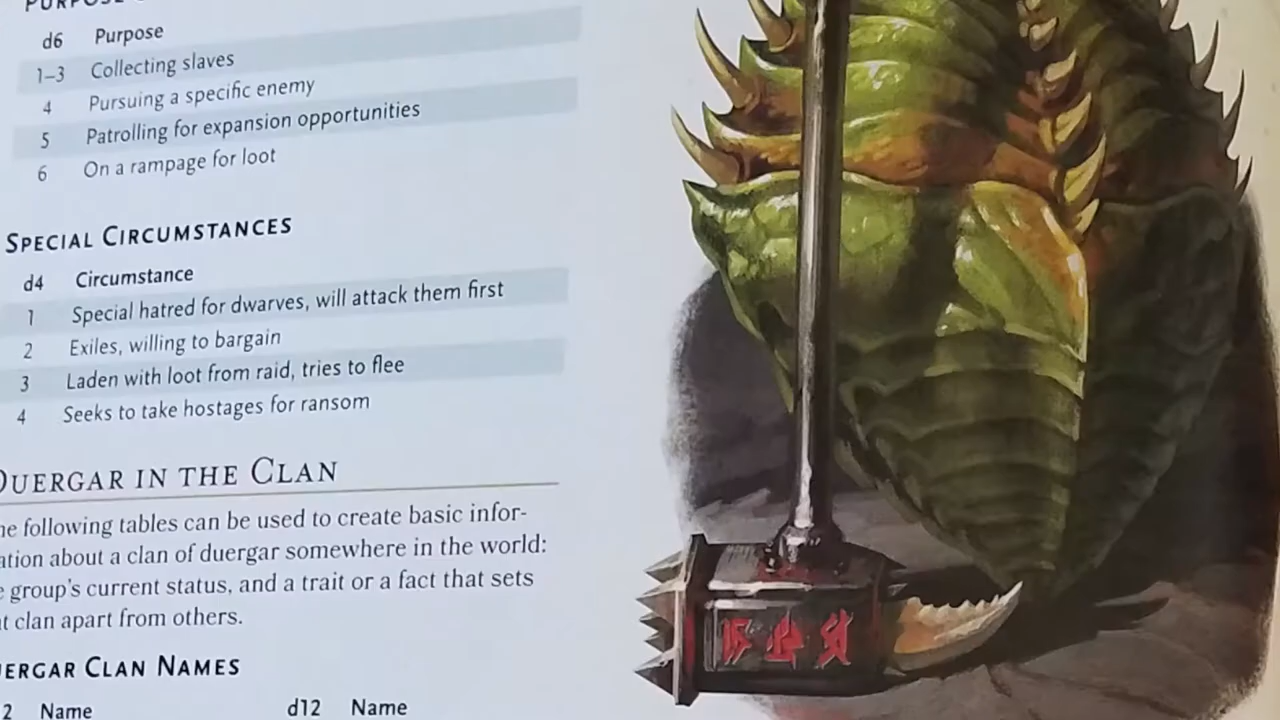 d6 Purpose
1–3 Collecting slaves
4 Pursuing a specific enemy
5 Patrolling for expansion opportunities
6 On a rampage for loot
SPECIAL CIRCUMSTANCES
d4 Circumstance
1 Special hatred for dwarves, will attack them first
2 Exiles, willing to bargain
3 Laden with loot from raid, tries to flee
4 Seeks to take hostages for ransom
DUERGAR IN THE CLAN
he following tables can be used to create basic infor-
ation about a clan of duergar somewhere in the world:
e group's current status, and a trait or a fact that sets
t clan apart from others.
ERGAR CLAN NAMES
2 Name d12 Name